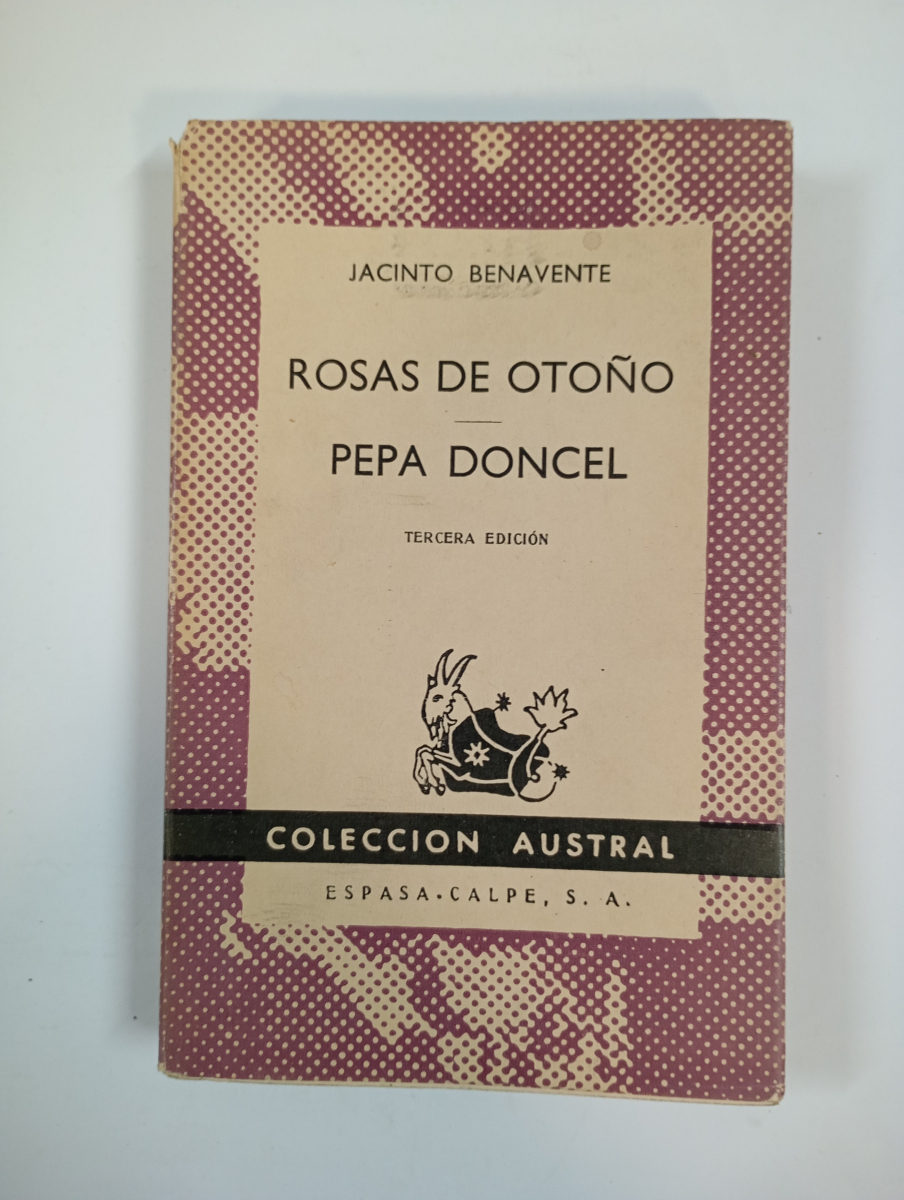 JACINTO BENAVENTE
ROSAS DE OTOÑO
PEPA DONCEL
TERCERA EDICIÓN
COLECCION AUSTRAL
ESPASA-CALPE, S. A.